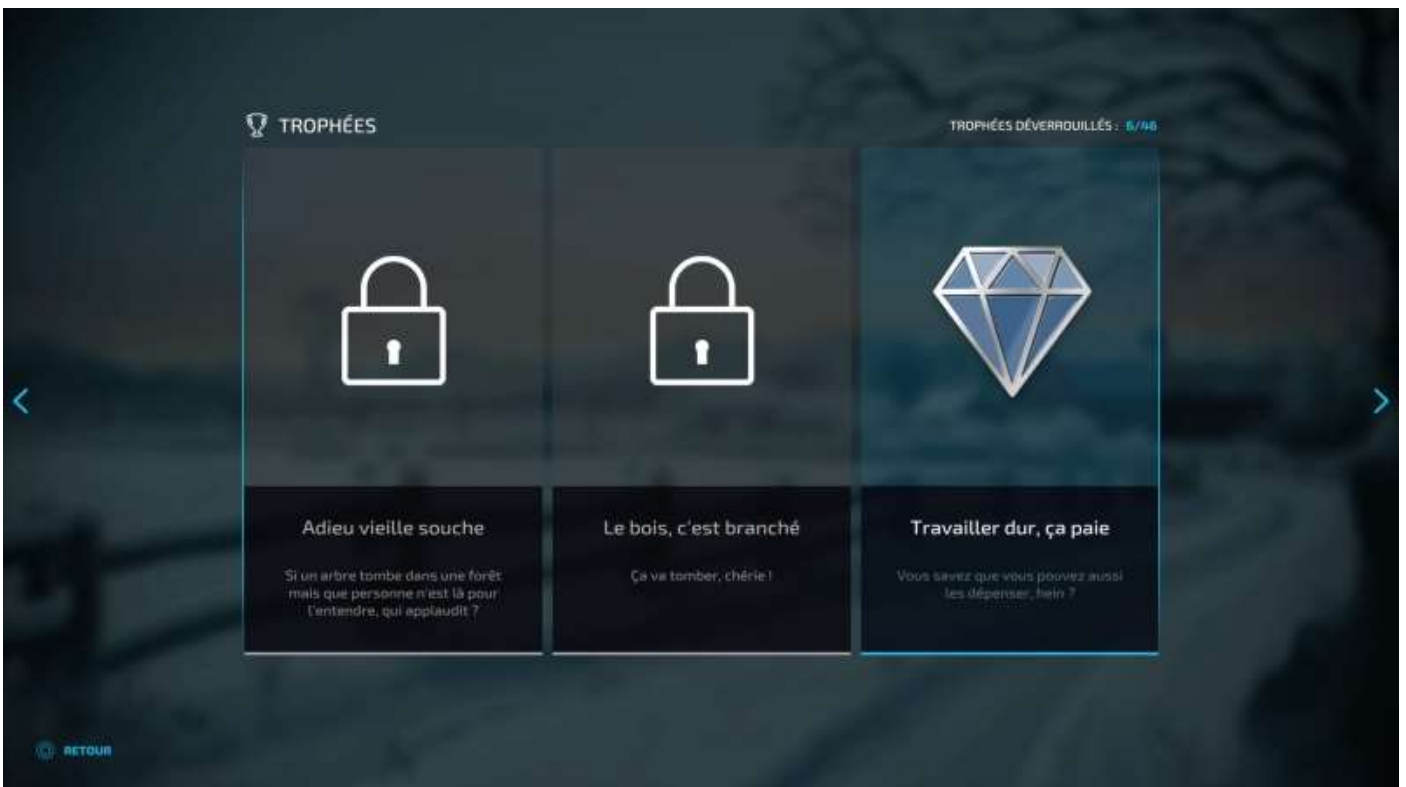 TROPHÉES
TROPHÉES DÉVERROUILLÉS : 6/46
Adieu vieille souche
Si un arbre tombe dans une forêt
mais que personne n'est là pour
l'entendre, qui applaudit ?
Le bois, c'est branché
Ça va tomber, chérie !
Travailler dur, ça paie
Vous savez que vous pouvez aussi
les dépenser, hein ?
RETOUR